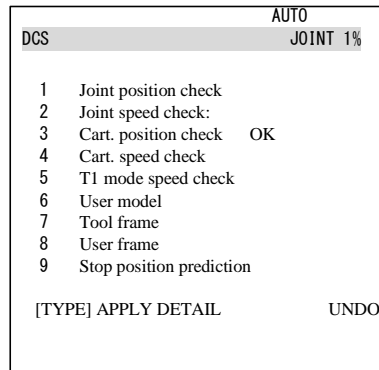 AUTO
DCS JOINT 1%
1 Joint position check
2 Joint speed check:
3 Cart. position check OK
4 Cart. speed check
5 T1 mode speed check
6 User model
7 Tool frame
8 User frame
9 Stop position prediction
[TYPE] APPLY DETAIL UNDO